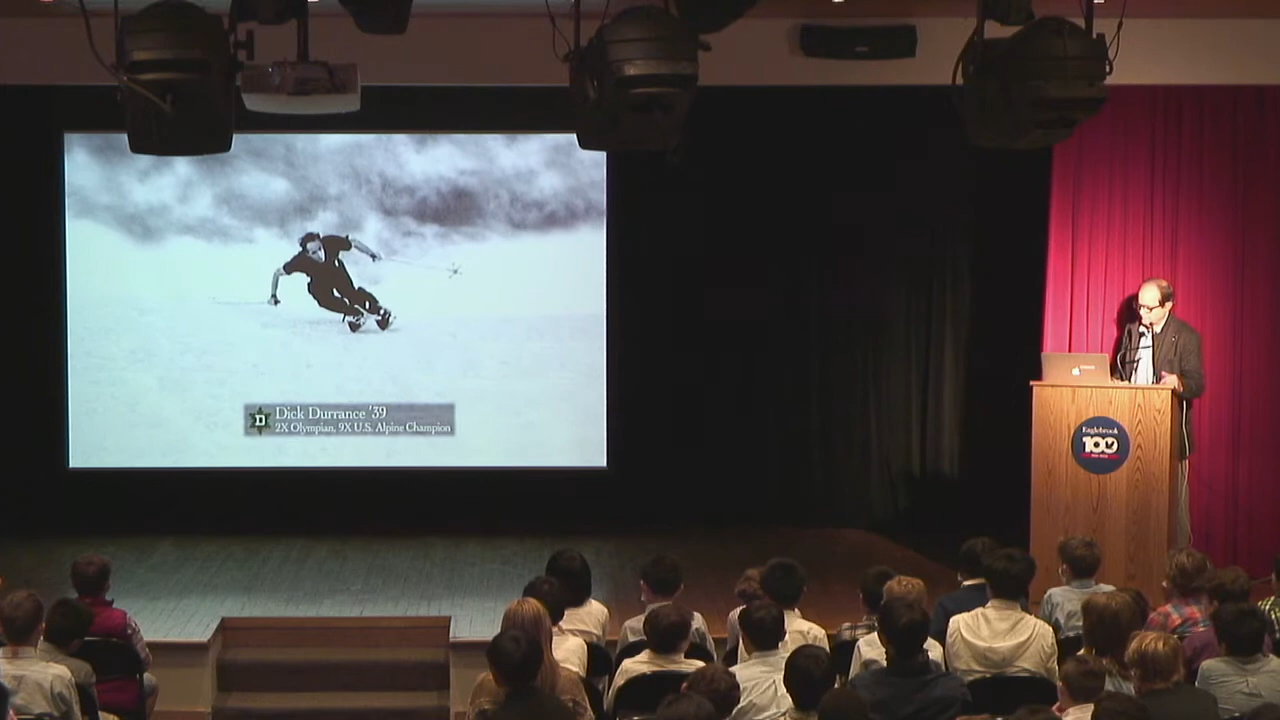 D
Dick Durrance '39
2X Olympian, 9X U.S. Alpine Champion
Eaglebrook
100